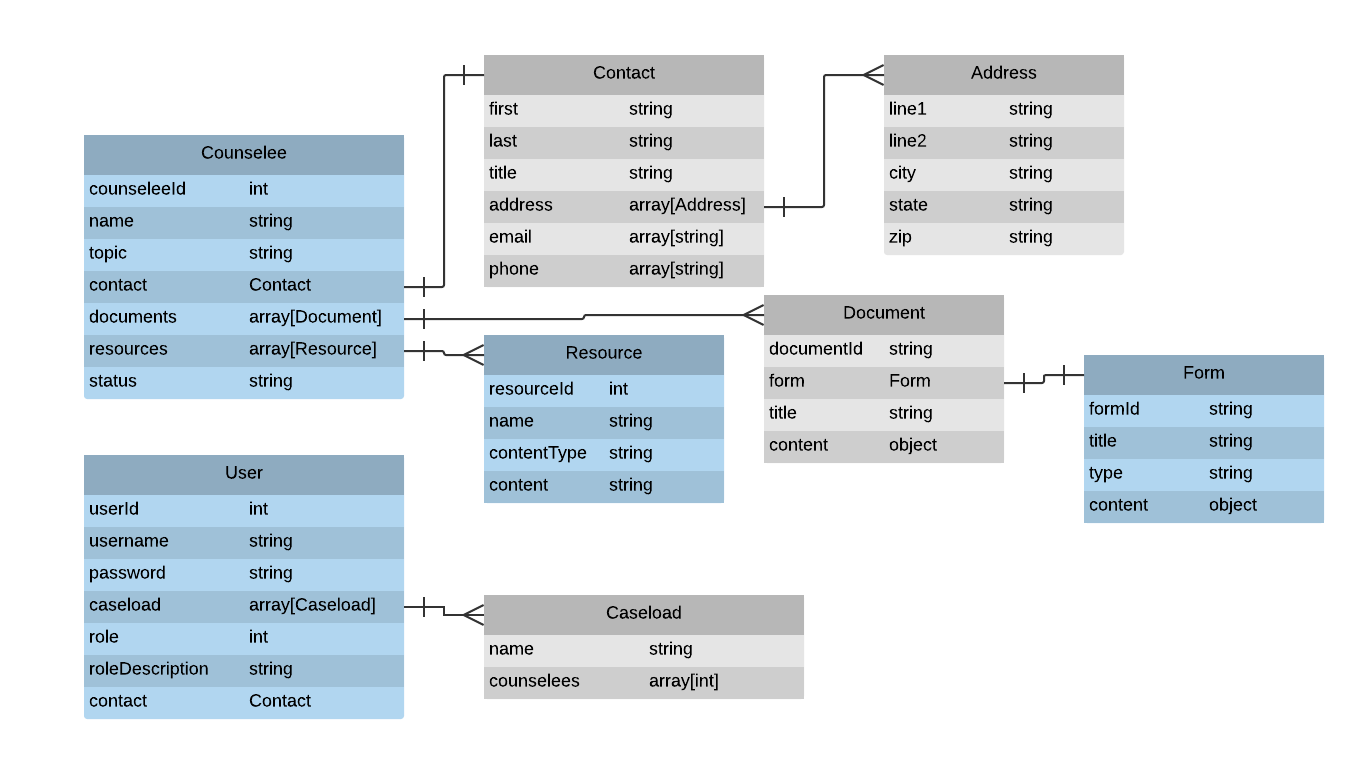 Counselee
counseleeId int
name string
topic string
contact Contact
documents array[Document]
resources array[Resource]
status string
Contact
first string
last string
title string
address array[Address]
email array[string]
phone array[string]
Address
line1 string
line2 string
city string
state string
zip string
Resource
resourceId int
name string
contentType string
content string
Document
documentId string
form Form
title string
content object
Form
formId string
title string
type string
content object
User
userId int
username string
password string
caseload array[Caseload]
role int
roleDescription string
contact Contact
Caseload
name string
counselees array[int]